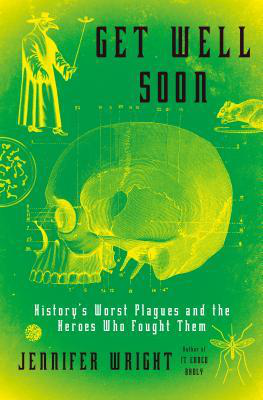 GET WELL
SOON
History's Worst Plagues and the
Heroes Who Fought Them
JENNIFER WRIGHT
Author of
IT ENDED
BADLY